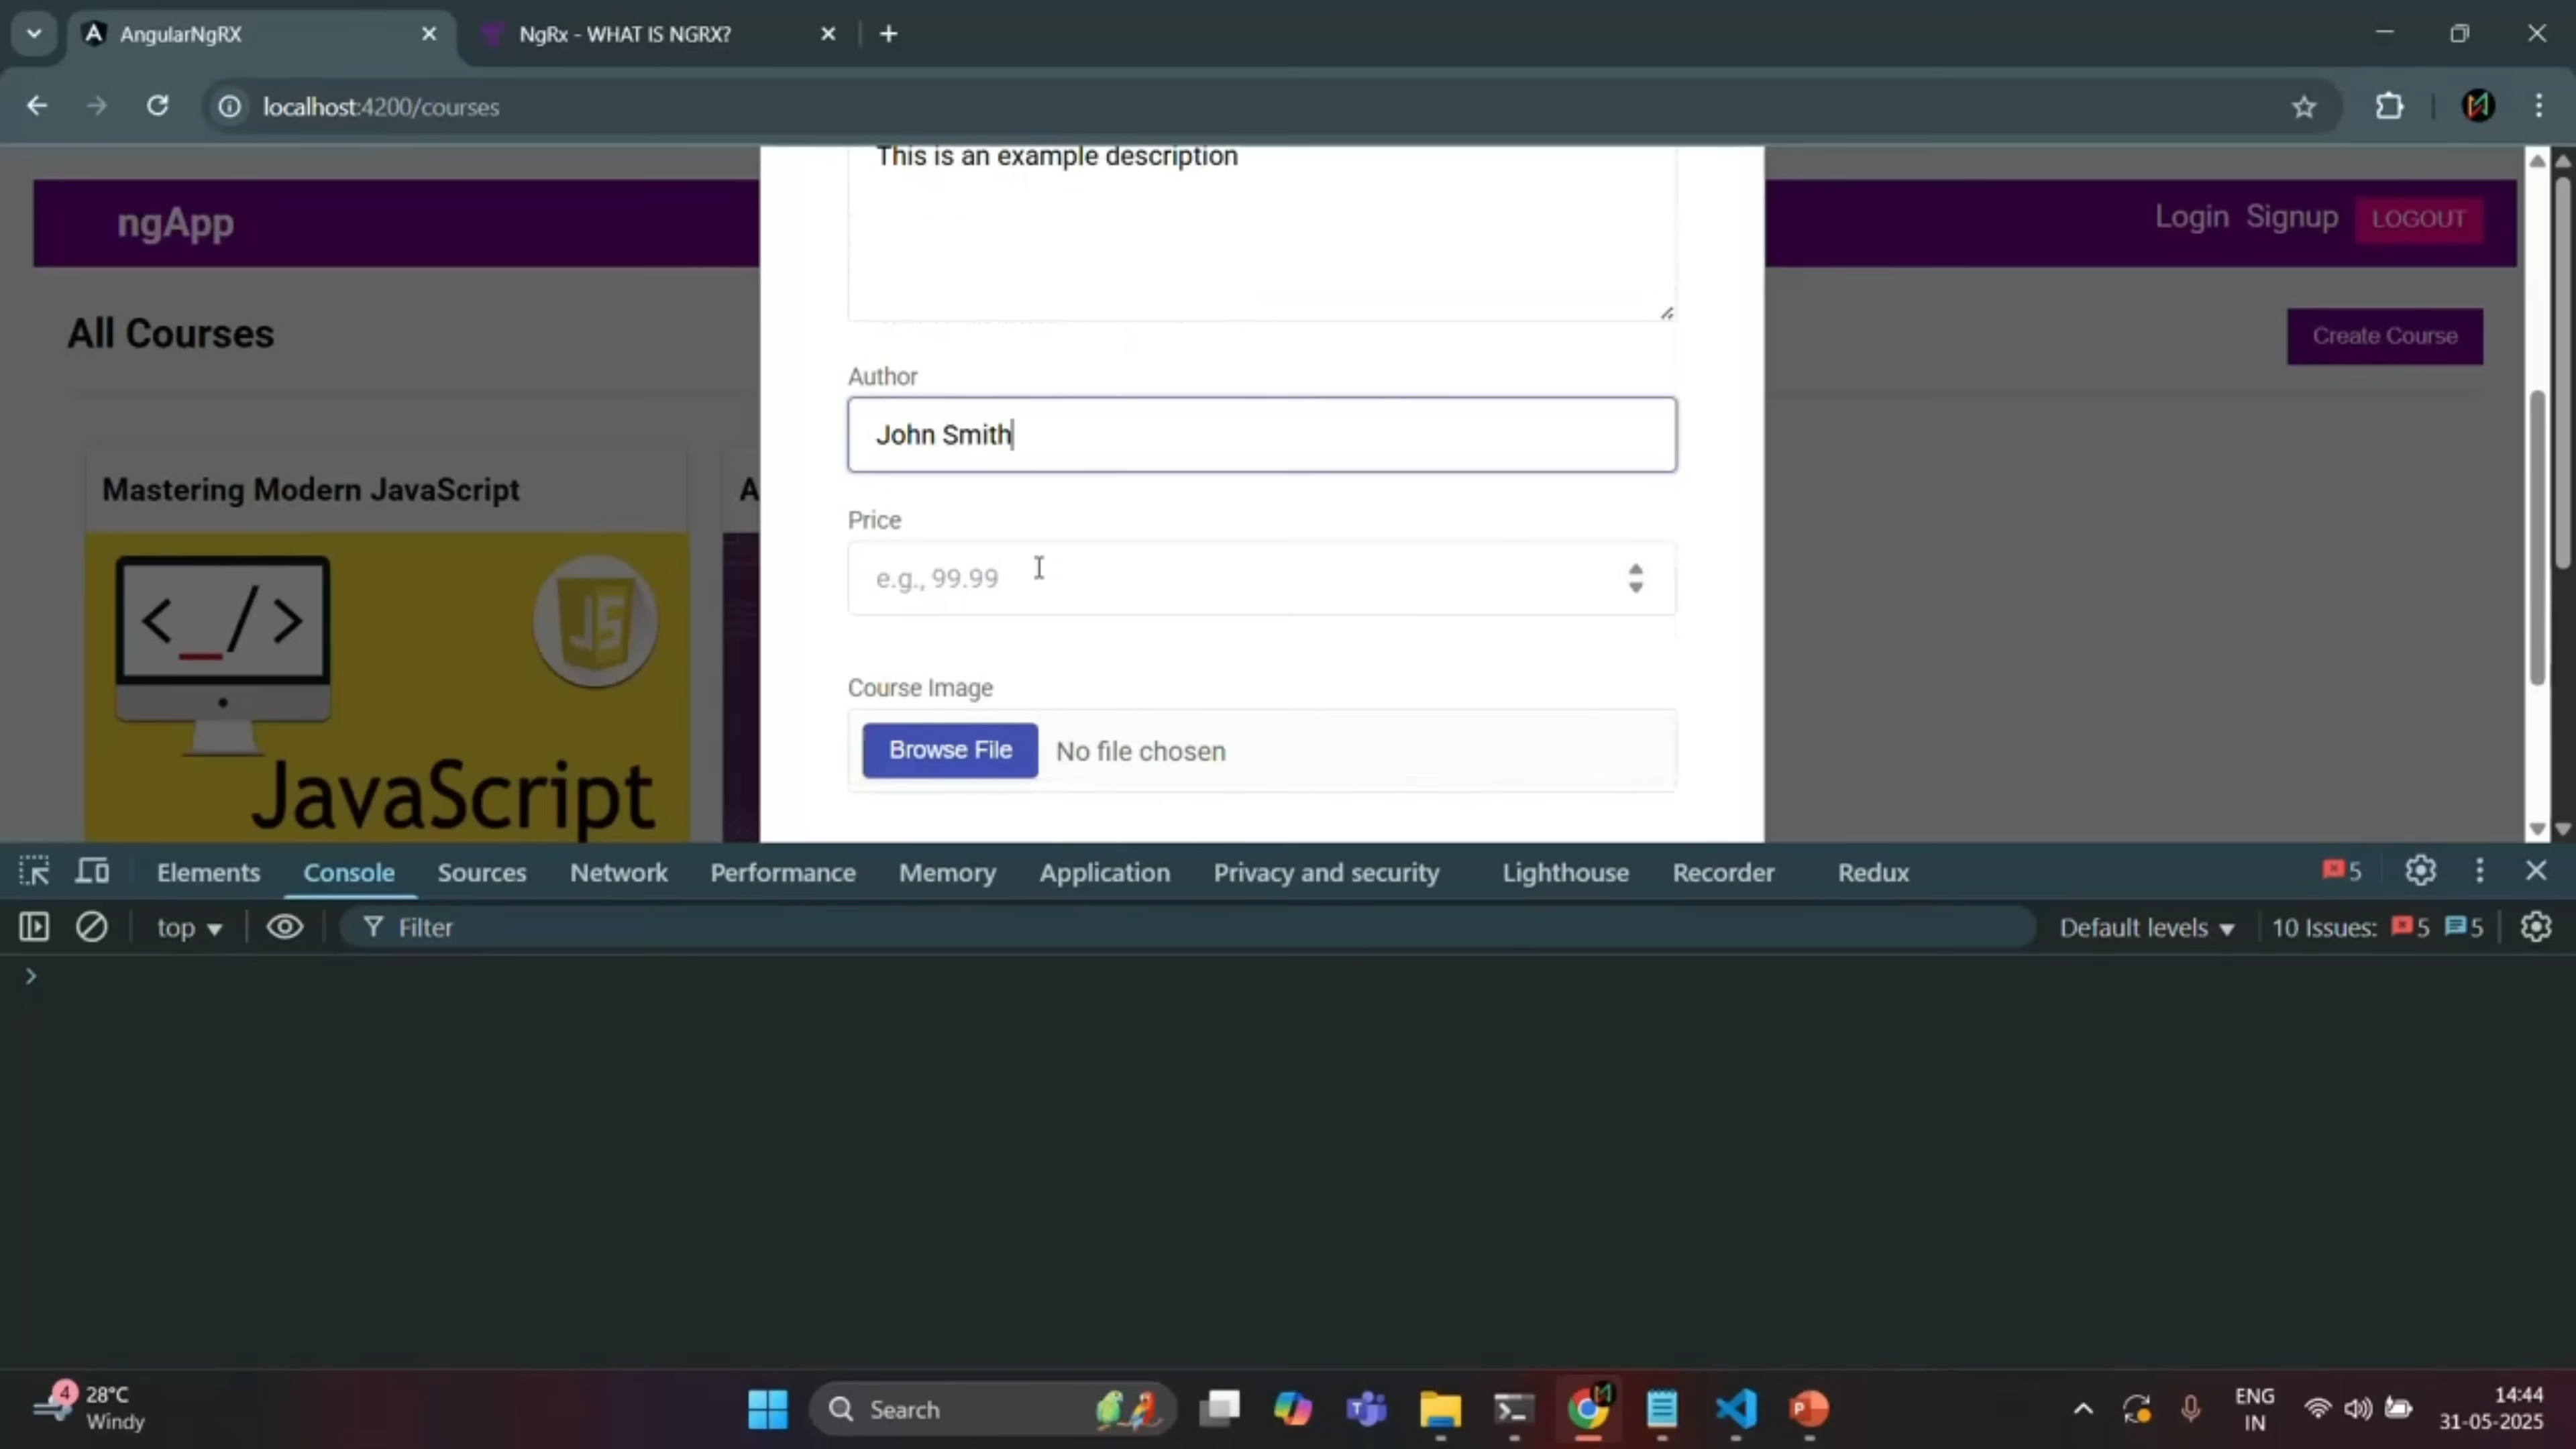 AngularNgRX
NgRx - WHAT IS NGRX?
localhost:4200/courses
ngApp
Login Signup LOGOUT
All Courses
Create Course
Mastering Modern JavaScript
A
< _ / >
JS
JavaScript
This is an example description
Author
John Smith
Price
e.g., 99.99
Course Image
Browse File No file chosen
Elements Console Sources Network Performance Memory Application Privacy and security Lighthouse Recorder Redux 5
top Filter Default levels 10 Issues: 5 5
>
4 28°C
Windy
Search
ENG
IN
14:44
31-05-2025